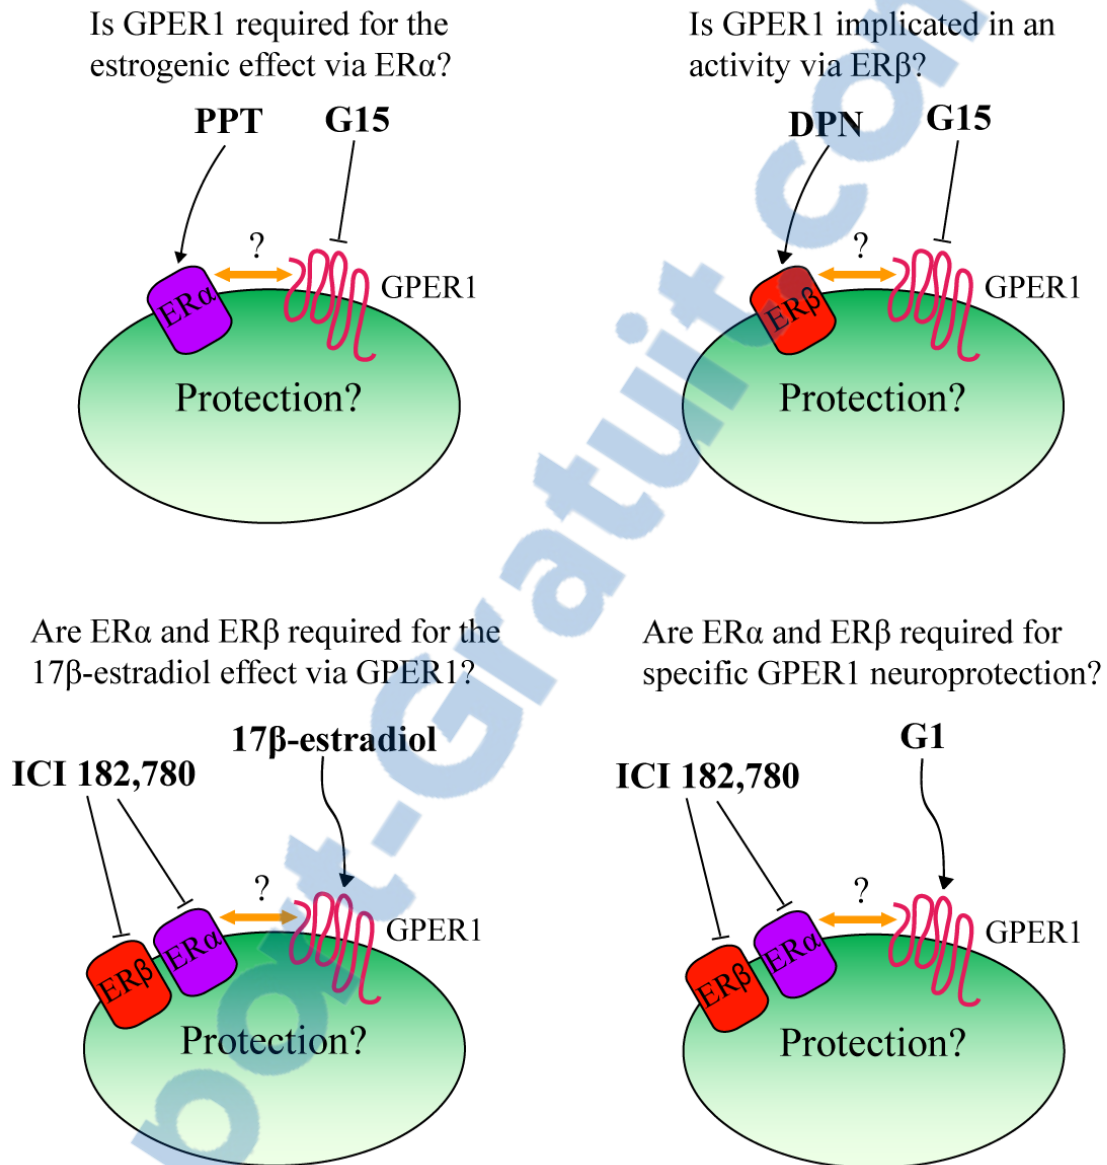 Is GPER1 required for the
estrogenic effect via ERα?
PPT
G15
?
ERα
GPER1
Protection?
Is GPER1 implicated in an
activity via ERβ?
DPN
G15
?
ERβ
GPER1
Protection?
Are ERα and ERβ required for the
17β-estradiol effect via GPER1?
17β-estradiol
ICI 182,780
?
ERβ
ERα
GPER1
Protection?
Are ERα and ERβ required for
specific GPER1 neuroprotection?
G1
ICI 182,780
?
ERβ
ERα
GPER1
Protection?
port-Gratuit.com